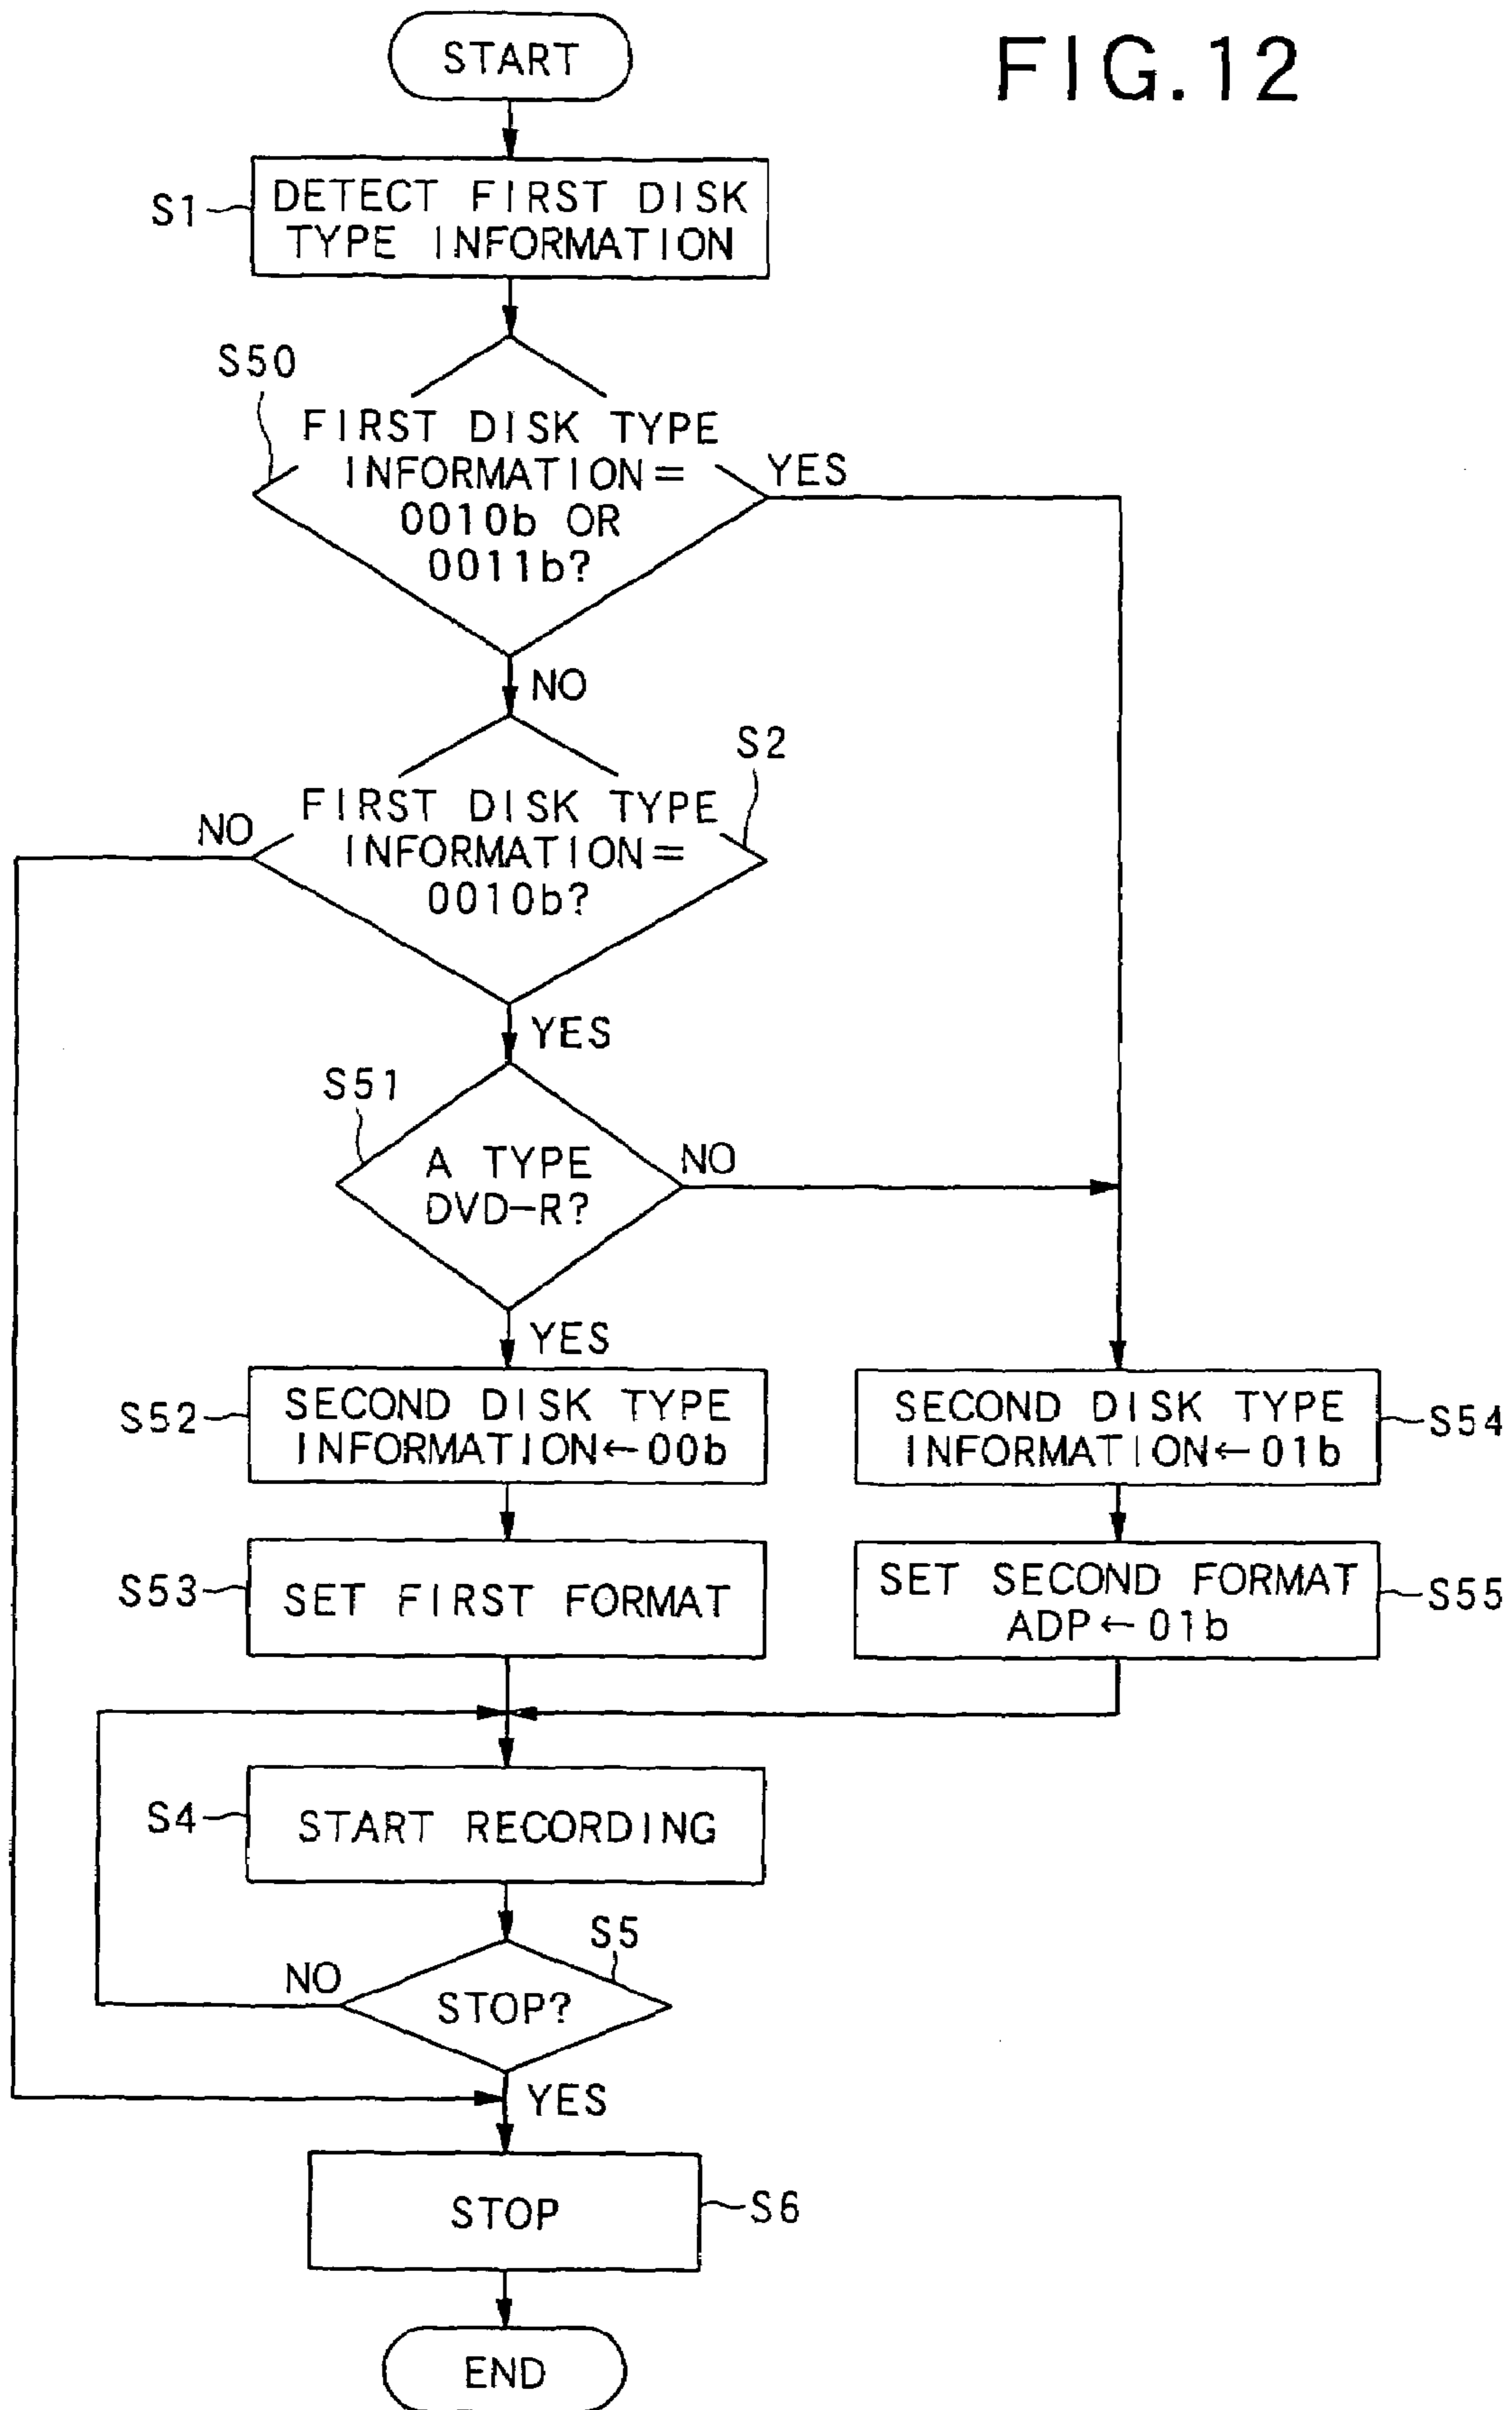 FIG.12
START
S1
DETECT FIRST DISK
TYPE INFORMATION
S50
FIRST DISK TYPE
INFORMATION=
0010b OR
0011b?
YES
NO
S2
FIRST DISK TYPE
INFORMATION=
0010b?
NO
YES
S51
A TYPE
DVD-R?
NO
YES
S52
SECOND DISK TYPE
INFORMATION←00b
SECOND DISK TYPE
INFORMATION←01b
S54
S53
SET FIRST FORMAT
SET SECOND FORMAT
ADP←01b
S55
S4
START RECORDING
S5
STOP?
NO
YES
STOP
S6
END